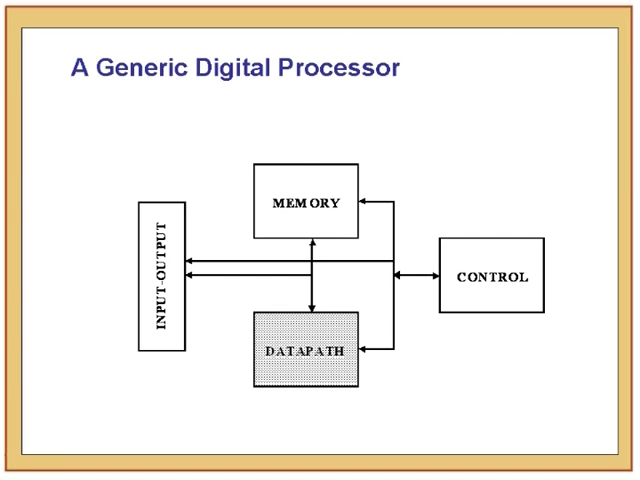 A Generic Digital Processor
MEMORY
INPUT-OUTPUT
CONTROL
DATAPATH